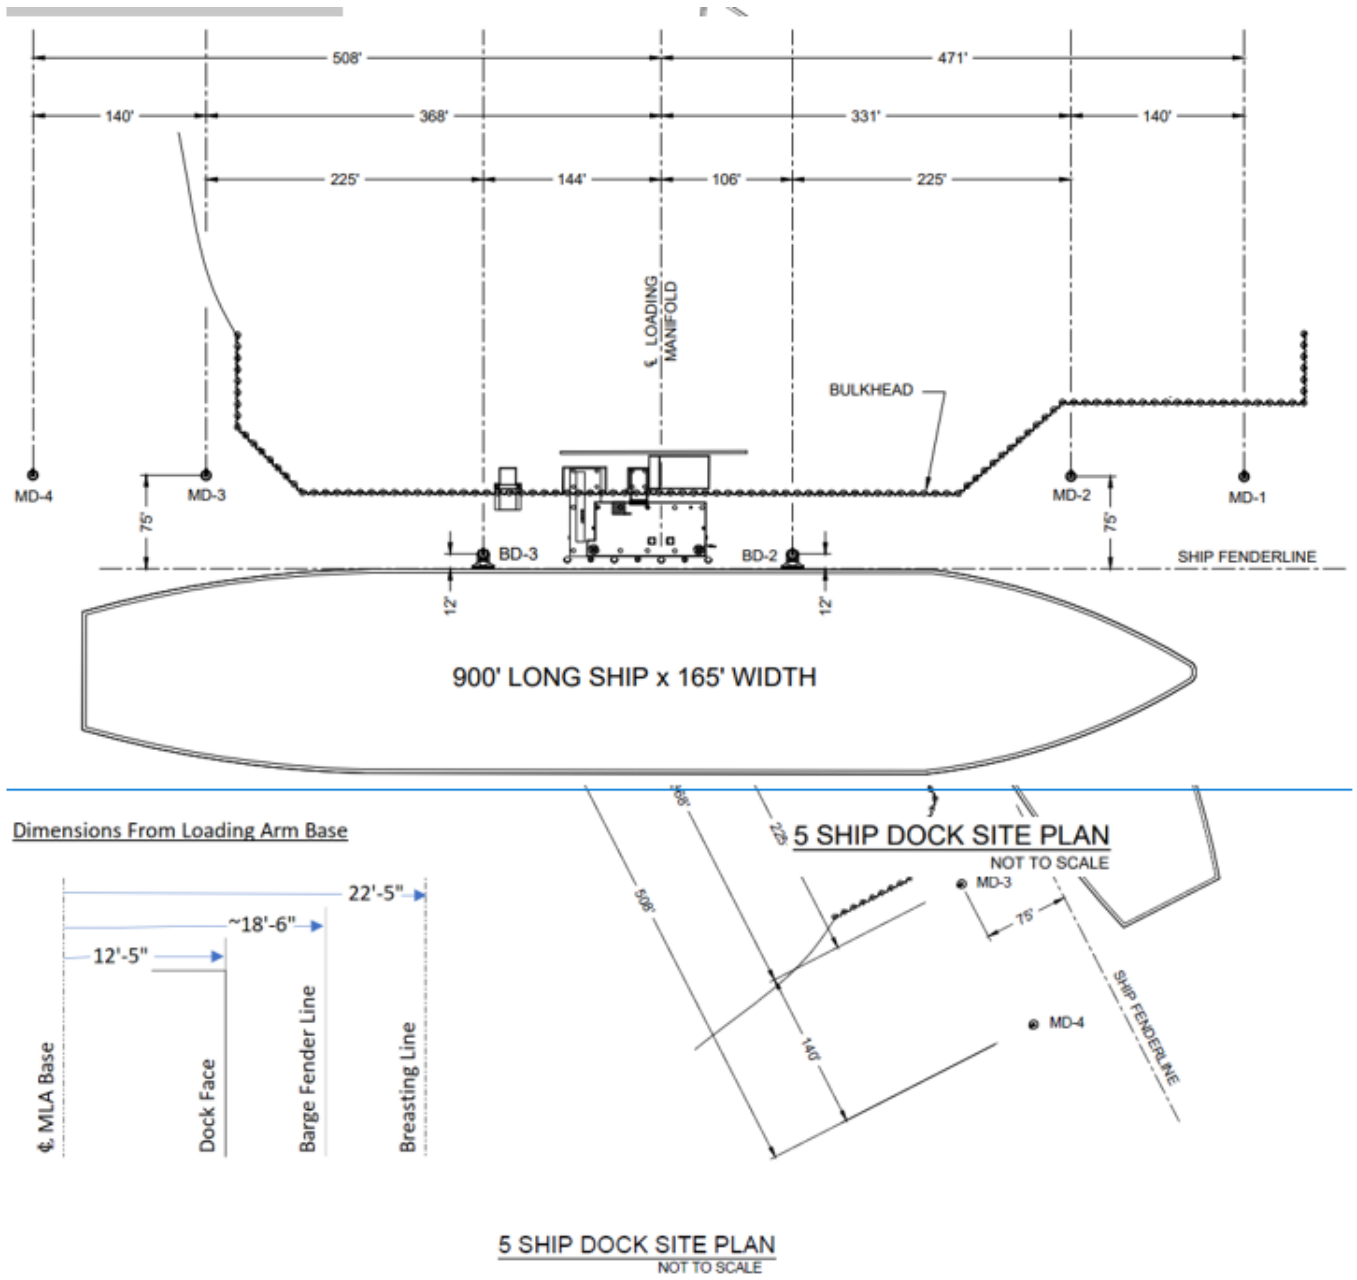 508'
471'
140'
368'
331'
140'
225'
144'
106'
225'
℄ LOADING
MANIFOLD
BULKHEAD
MD-4
MD-3
MD-2
MD-1
75'
75'
BD-3
BD-2
SHIP FENDERLINE
12'
12'
900' LONG SHIP x 165' WIDTH
Dimensions From Loading Arm Base
22'-5"
~18'-6"
12'-5"
℄ MLA Base
Dock Face
Barge Fender Line
Breasting Line
225'
5 SHIP DOCK SITE PLAN
NOT TO SCALE
508'
MD-3
75'
SHIP FENDERLINE
MD-4
140'
5 SHIP DOCK SITE PLAN
NOT TO SCALE